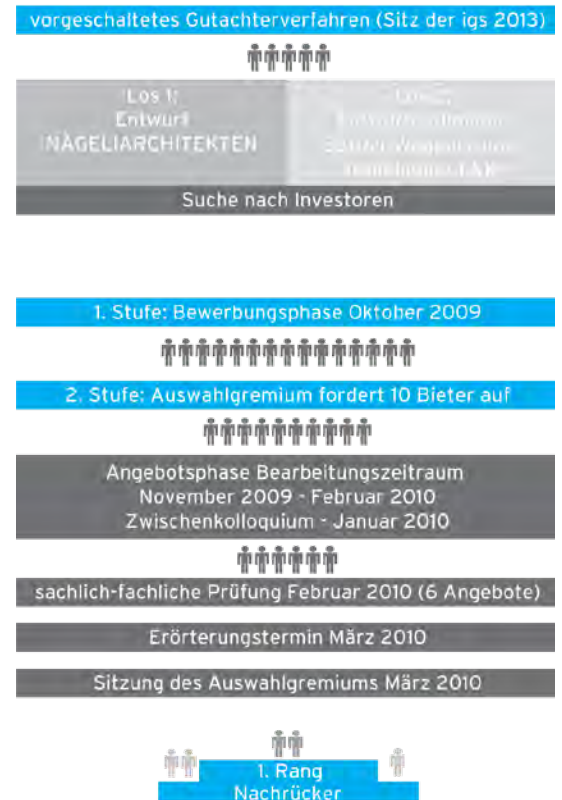 vorgeschaltetes Gutachterverfahren (Sitz der igs 2013)
Los 1:
Entwurf
NÄGELIARCHITEKTEN
Suche nach Investoren
1. Stufe: Bewerbungsphase Oktober 2009
2. Stufe: Auswahlgremium fordert 10 Bieter auf
Angebotsphase Bearbeitungszeitraum
November 2009 - Februar 2010
Zwischenkolloquium - Januar 2010
sachlich-fachliche Prüfung Februar 2010 (6 Angebote)
Erörterungstermin März 2010
Sitzung des Auswahlgremiums März 2010
1. Rang
Nachrücker